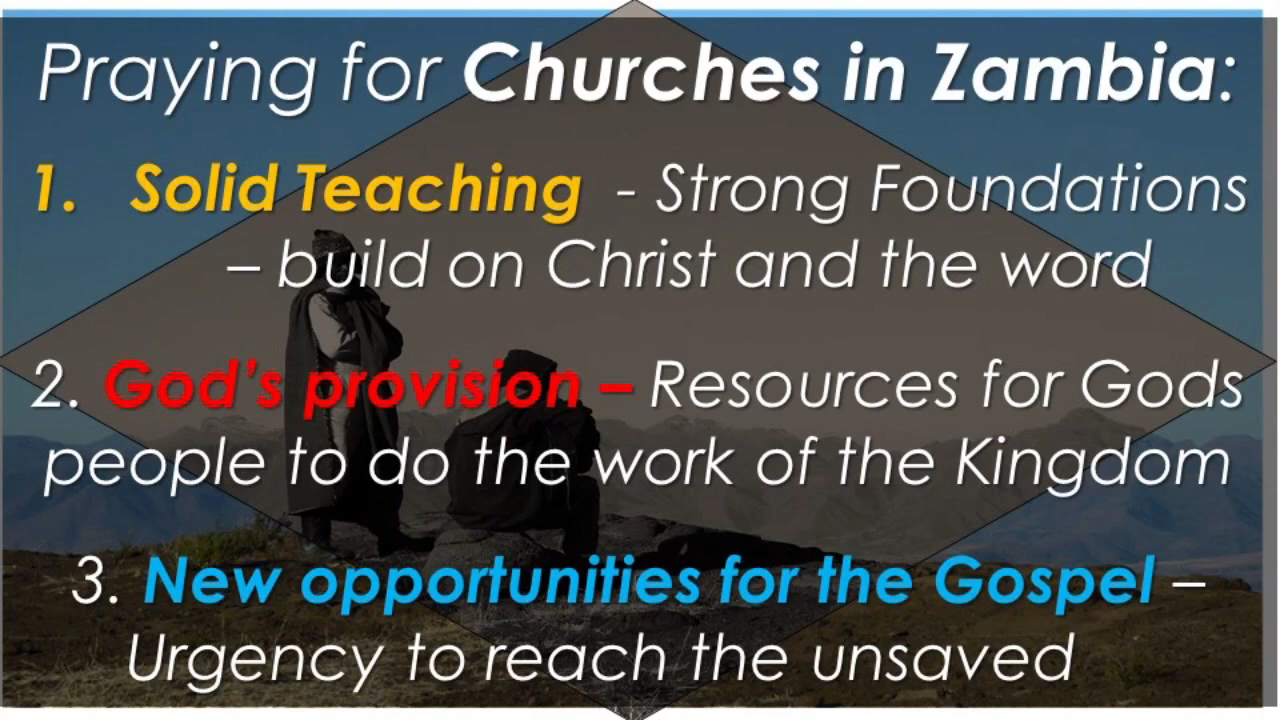 Praying for Churches in Zambia:
1. Solid Teaching - Strong Foundations
– build on Christ and the word
2. God’s provision – Resources for Gods
people to do the work of the Kingdom
3. New opportunities for the Gospel –
Urgency to reach the unsaved